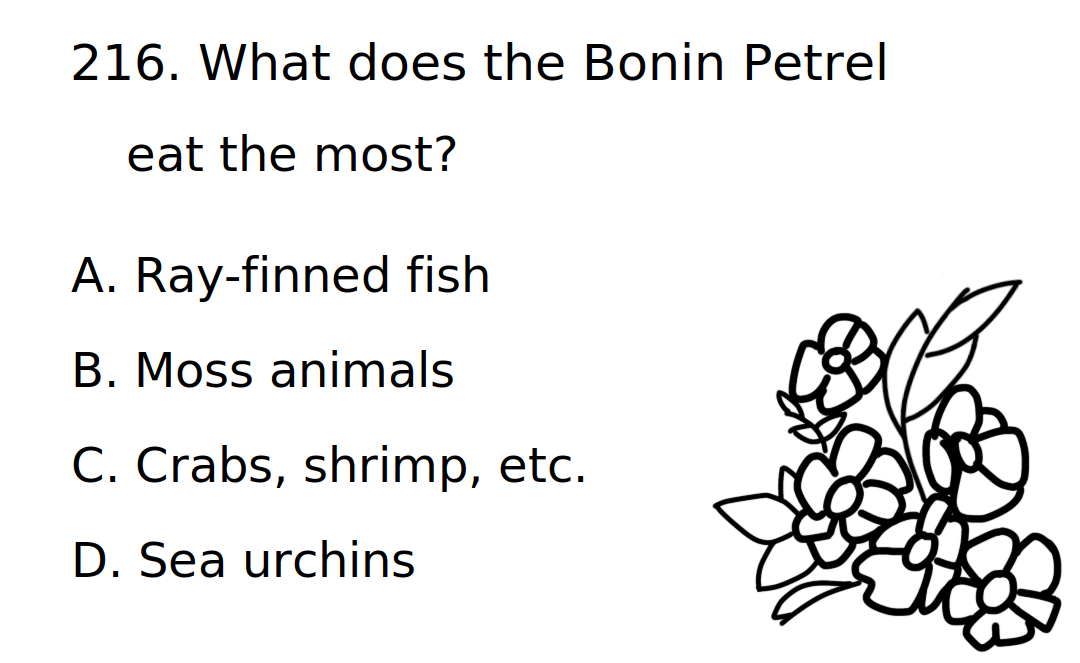 216. What does the Bonin Petrel
eat the most?
A. Ray-finned fish
B. Moss animals
C. Crabs, shrimp, etc.
D. Sea urchins